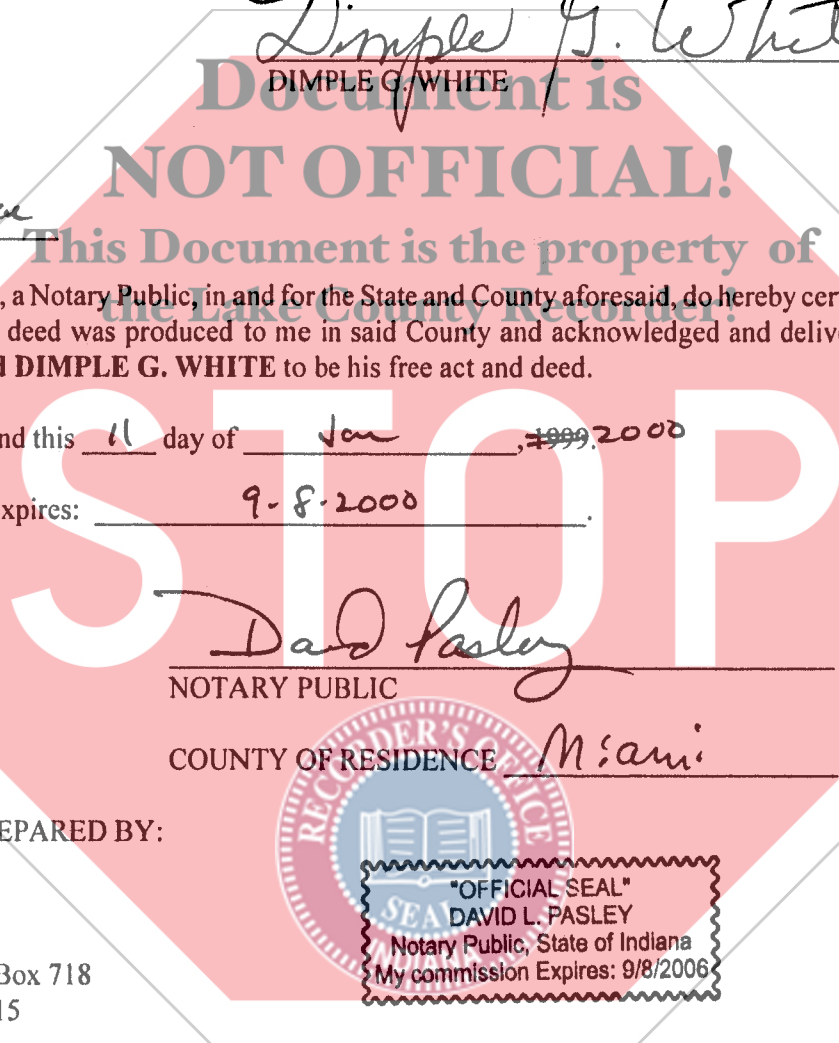 Dimple G. Whit
DIMPLE G. WHITE
Document is
NOT OFFICIAL!
This Document is the property of
the Lake County Recorder!
, a Notary Public, in and for the State and County aforesaid, do hereby cer
deed was produced to me in said County and acknowledged and deliv
DIMPLE G. WHITE to be his free act and deed.
STOP
nd this 11 day of Jan, 1999. 2000
xpires: 9-8-2000.
David Pasley
NOTARY PUBLIC
COUNTY OF RESIDENCE Miami
RECORDER'S OFFICE
SEAL
INDIANA
EPARED BY:
"OFFICIAL SEAL"
DAVID L. PASLEY
Notary Public, State of Indiana
My commission Expires: 9/8/2006
Box 718
15